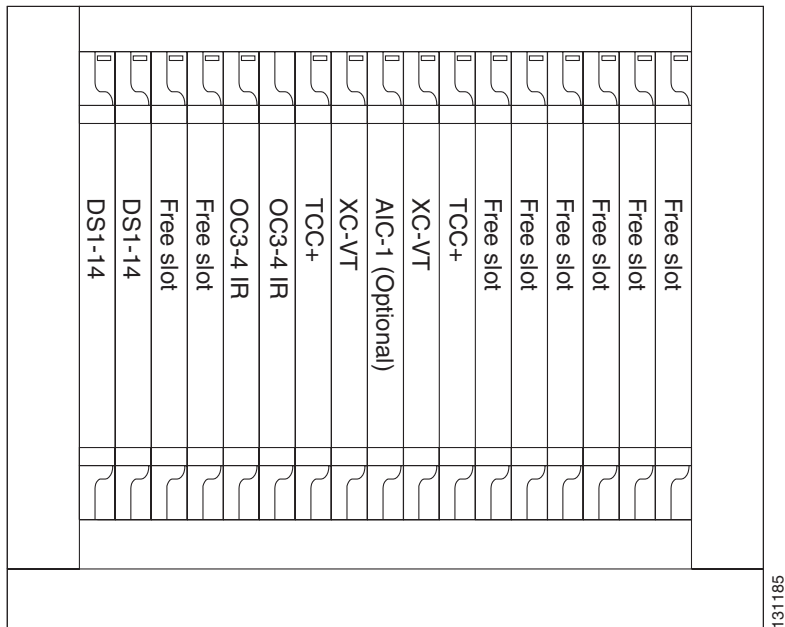 DS1-14
DS1-14
Free slot
Free slot
OC3-4 IR
OC3-4 IR
TCC+
XC-VT
AIC-1 (Optional)
XC-VT
TCC+
Free slot
Free slot
Free slot
Free slot
Free slot
Free slot
131185